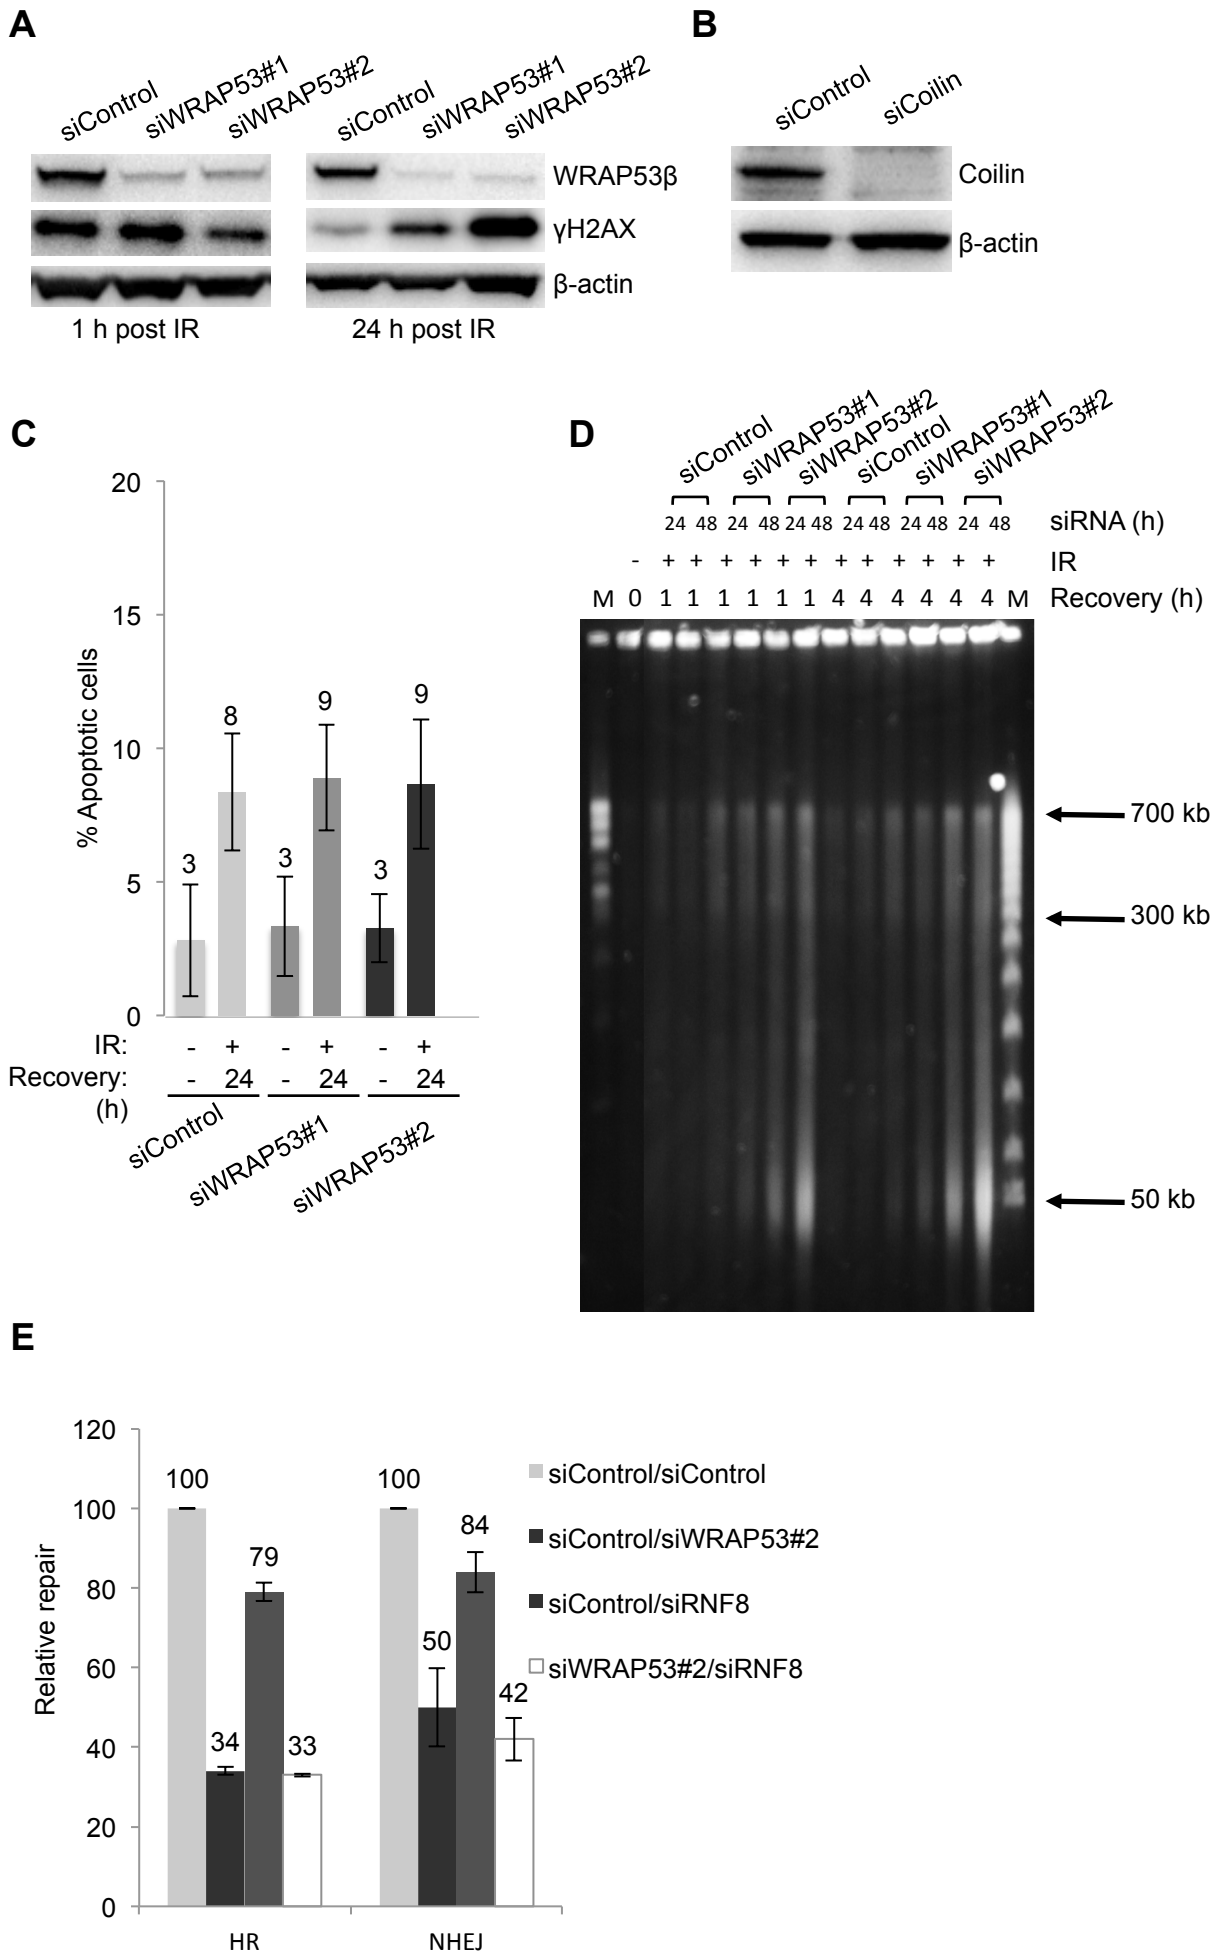 A
siControl
siWRAP53#1
siWRAP53#2
siControl
siWRAP53#1
siWRAP53#2
WRAP53β
γH2AX
β-actin
1 h post IR
24 h post IR
B
siControl
siCoilin
Coilin
β-actin
C
% Apoptotic cells
20
15
10
5
0
3
8
3
9
3
9
IR: - + - + - +
Recovery: - 24 - 24 - 24
(h)
siControl
siWRAP53#1
siWRAP53#2
D
siControl
siWRAP53#1
siWRAP53#2
siControl
siWRAP53#1
siWRAP53#2
24 48 24 48 24 48 24 48 24 48 24 48 siRNA (h)
- + + + + + + + + + + + + IR
M 0 1 1 1 1 1 1 4 4 4 4 4 4 M Recovery (h)
700 kb
300 kb
50 kb
E
Relative repair
120
100
80
60
40
20
0
100
34
79
33
100
50
84
42
HR
NHEJ
siControl/siControl
siControl/siWRAP53#2
siControl/siRNF8
siWRAP53#2/siRNF8